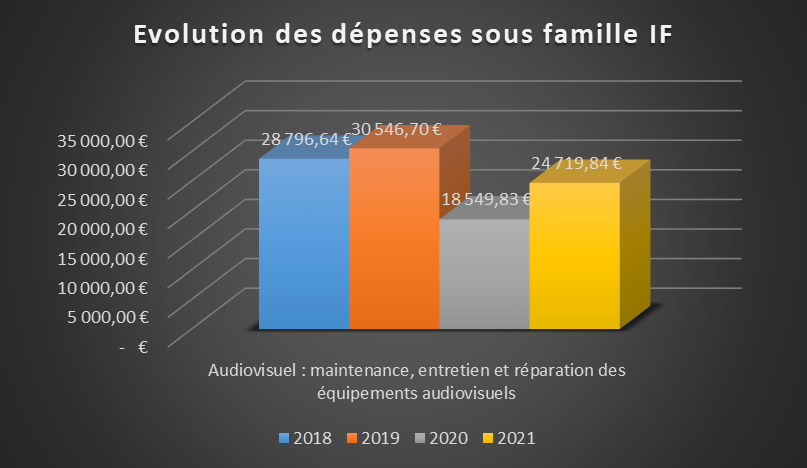 Evolution des dépenses sous famille IF
35 000,00 €
30 000,00 €
25 000,00 €
20 000,00 €
15 000,00 €
10 000,00 €
5 000,00 €
- €
28 796,64 €
30 546,70 €
18 549,83 €
24 719,84 €
Audiovisuel : maintenance, entretien et réparation des
équipements audiovisuels
2018 2019 2020 2021